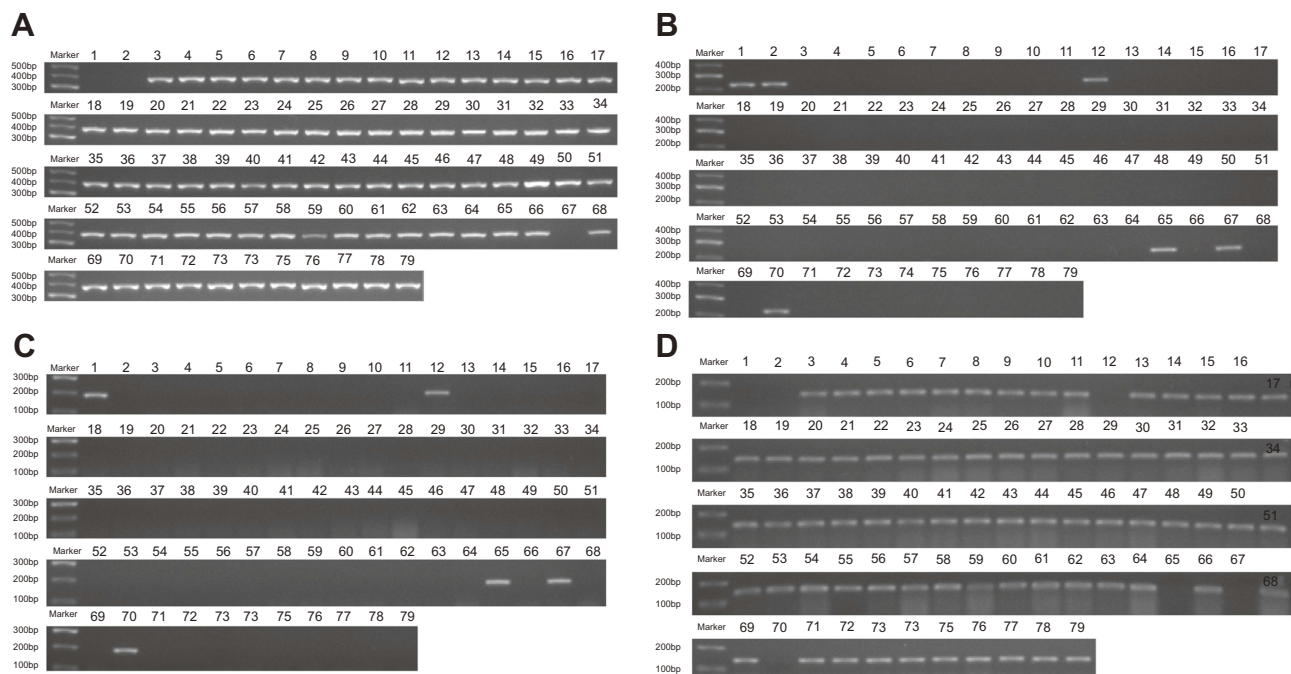 A
Marker 1 2 3 4 5 6 7 8 9 10 11 12 13 14 15 17
500bp
400bp
300bp
18 19 20 21 22 23 24 25 26 27 28 29 30 31 32 33 34
500bp
400bp
300bp
Marker 35 36 37 38 39 40 41 42 43 44 45 46 47 48 49 50 51
500bp
400bp
300bp
Marker 52 53 54 55 56 57 58 59 60 61 62 63 64 65 66 67 68
500bp
400bp
300bp
Marker 69 70 71 72 73 73 75 76 77 78 79
500bp
400bp
300bp
B
Marker 1 2 3 4 5 6 7 8 9 10 11 12 13 14 16 17
400bp
300bp
200bp
Marker 18 19 20 21 22 23 24 25 26 27 28 29 30 31 32 33 34
400bp
300bp
200bp
Marker 35 36 37 38 39 40 41 42 43 44 45 46 47 48 49 50 51
400bp
300bp
200bp
Marker 52 53 54 55 56 57 58 59 60 61 62 63 64 65 66 67 68
400bp
300bp
200bp
Marker 69 70 71 72 73 74 75 76 77 78 79
400bp
300bp
200bp
C
Marker 1 2 3 4 5 6 7 8 9 10 11 12 13 14 15 16 17
300bp
200bp
100bp
Marker 18 19 20 21 22 23 24 25 26 27 28 29 30 31 32 33 34
300bp
200bp
100bp
Marker 35 36 37 38 39 40 41 42 43 44 45 46 47 48 49 50 51
300bp
200bp
100bp
Marker 52 53 54 55 56 57 58 59 60 61 62 63 64 65 66 67 68
300bp
200bp
100bp
Marker 69 70 71 72 73 73 75 76 77 78 79
300bp
200bp
100bp
D
Marker 1 2 3 4 5 6 7 8 9 10 11 12 13 14 15 16
17
200bp
100bp
Marker 18 19 20 21 22 23 24 25 26 27 28 29 30 31 32 33
34
200bp
100bp
Marker 35 36 37 38 39 40 41 42 43 44 45 46 47 48 49 50
51
200bp
100bp
Marker 52 53 54 55 56 57 58 59 60 61 62 63 64 65 66 67
68
200bp
100bp
Marker 69 70 71 72 73 73 75 76 77 78 79
200bp
100bp